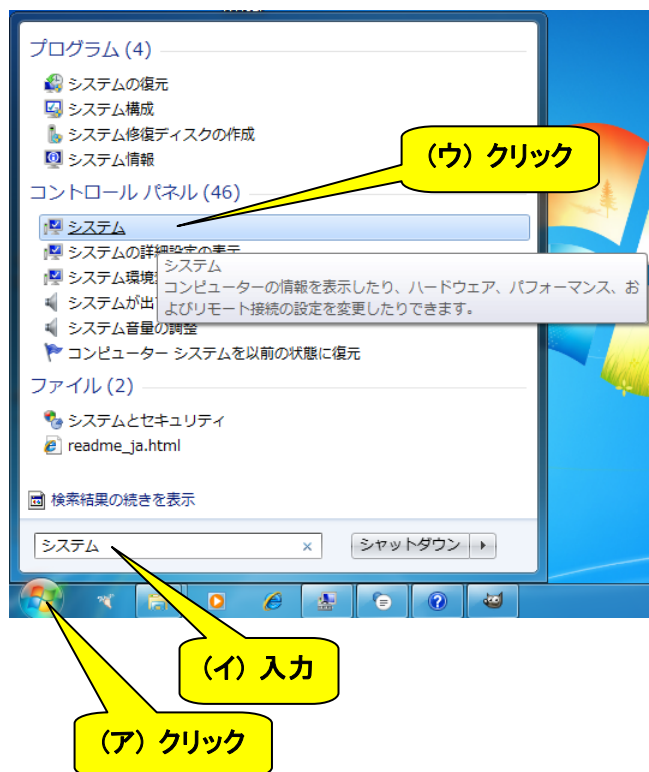 プログラム (4)
システムの復元
システム構成
システム修復ディスクの作成
システム情報
(ウ) クリック
コントロール パネル (46)
システム
システムの詳細設定の表示
システム環境
システム
コンピューターの情報を表示したり、ハードウェア、パフォーマンス、お
よびリモート接続の設定を変更したりできます。
システムが出
システム音量の調整
コンピューター システムを以前の状態に復元
ファイル (2)
システムとセキュリティ
readme_ja.html
検索結果の続きを表示
システム
シャットダウン
(イ) 入力
(ア) クリック